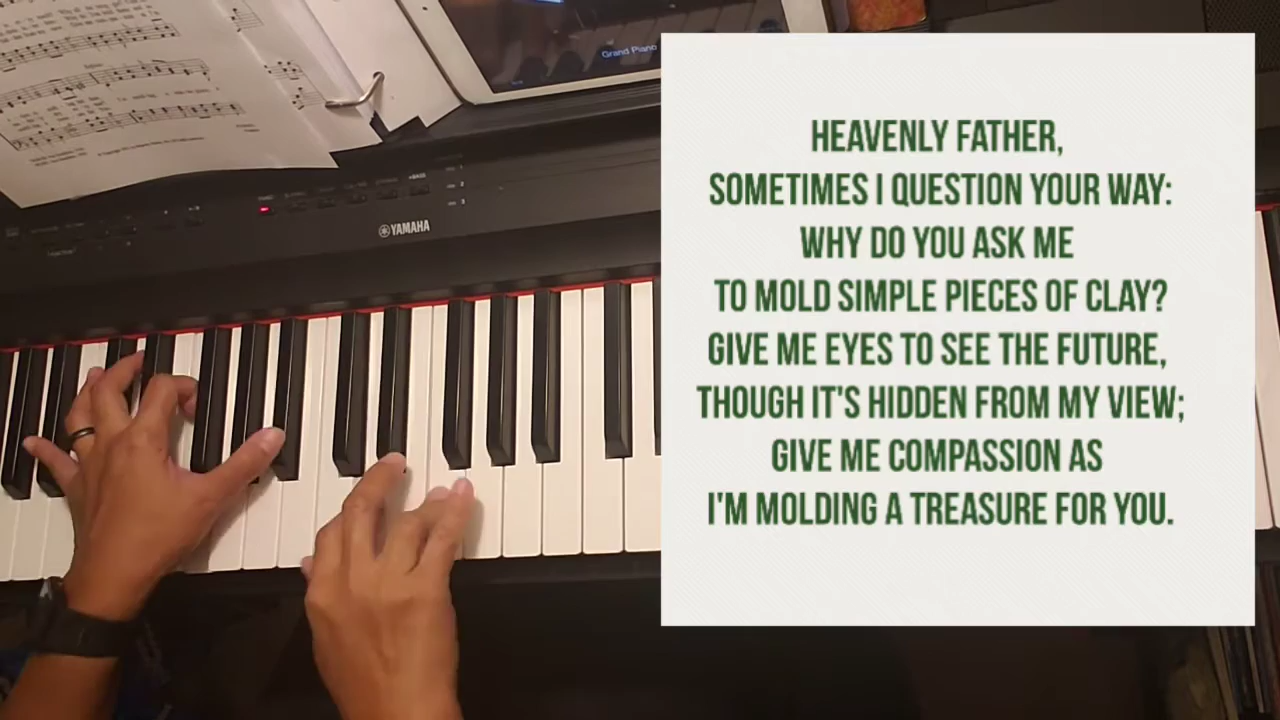 Grand Piano
YAMAHA
HEAVENLY FATHER,
SOMETIMES I QUESTION YOUR WAY:
WHY DO YOU ASK ME
TO MOLD SIMPLE PIECES OF CLAY?
GIVE ME EYES TO SEE THE FUTURE,
THOUGH IT'S HIDDEN FROM MY VIEW;
GIVE ME COMPASSION AS
I'M MOLDING A TREASURE FOR YOU.